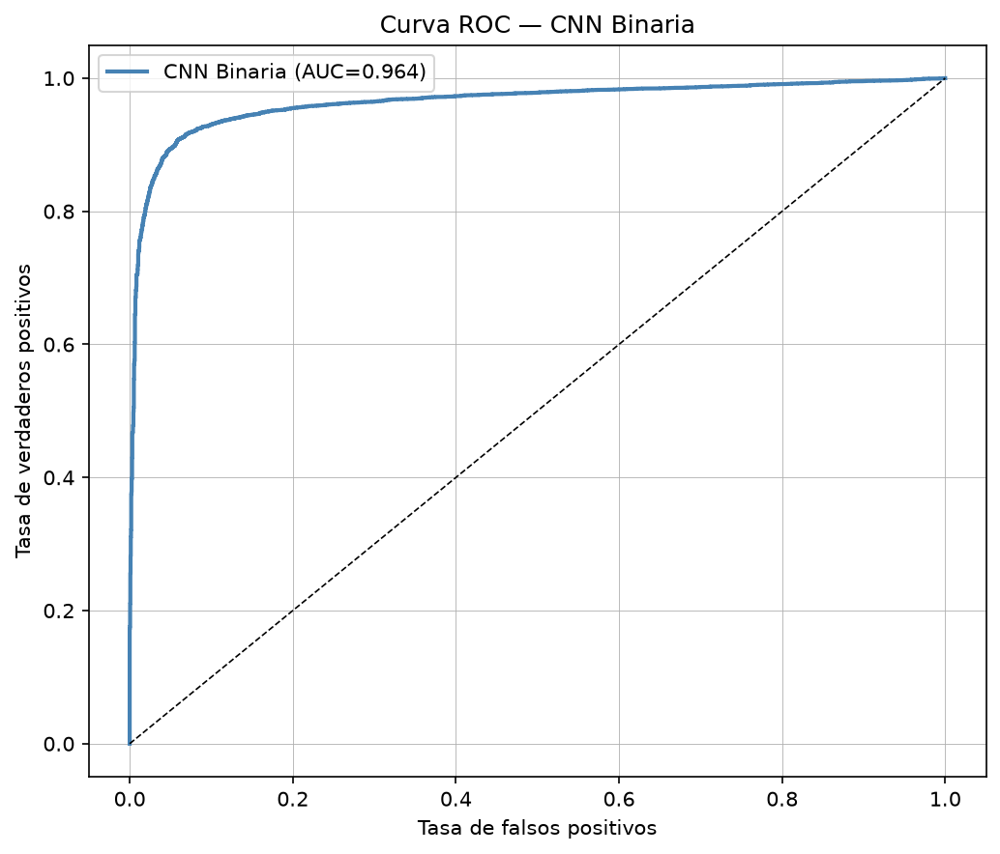 Curva ROC — CNN Binaria
CNN Binaria (AUC=0.964)
Tasa de verdaderos positivos
1.0
0.8
0.6
0.4
0.2
0.0
0.0 0.2 0.4 0.6 0.8 1.0
Tasa de falsos positivos